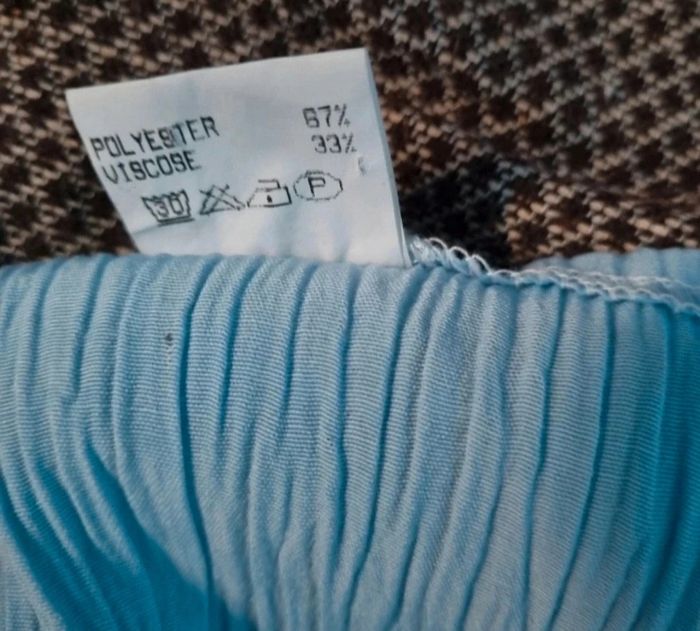 POLYESTER 67%
VISCOSE 33%
30 P